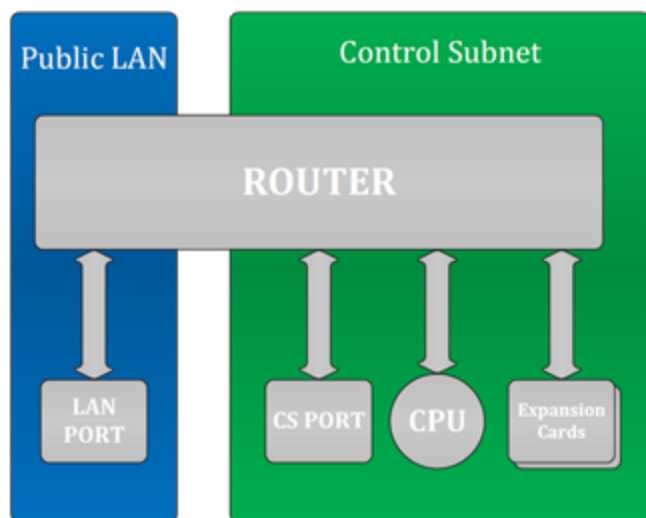 Public LAN
Control Subnet
ROUTER
LAN
PORT
CS PORT
CPU
Expansion
Cards